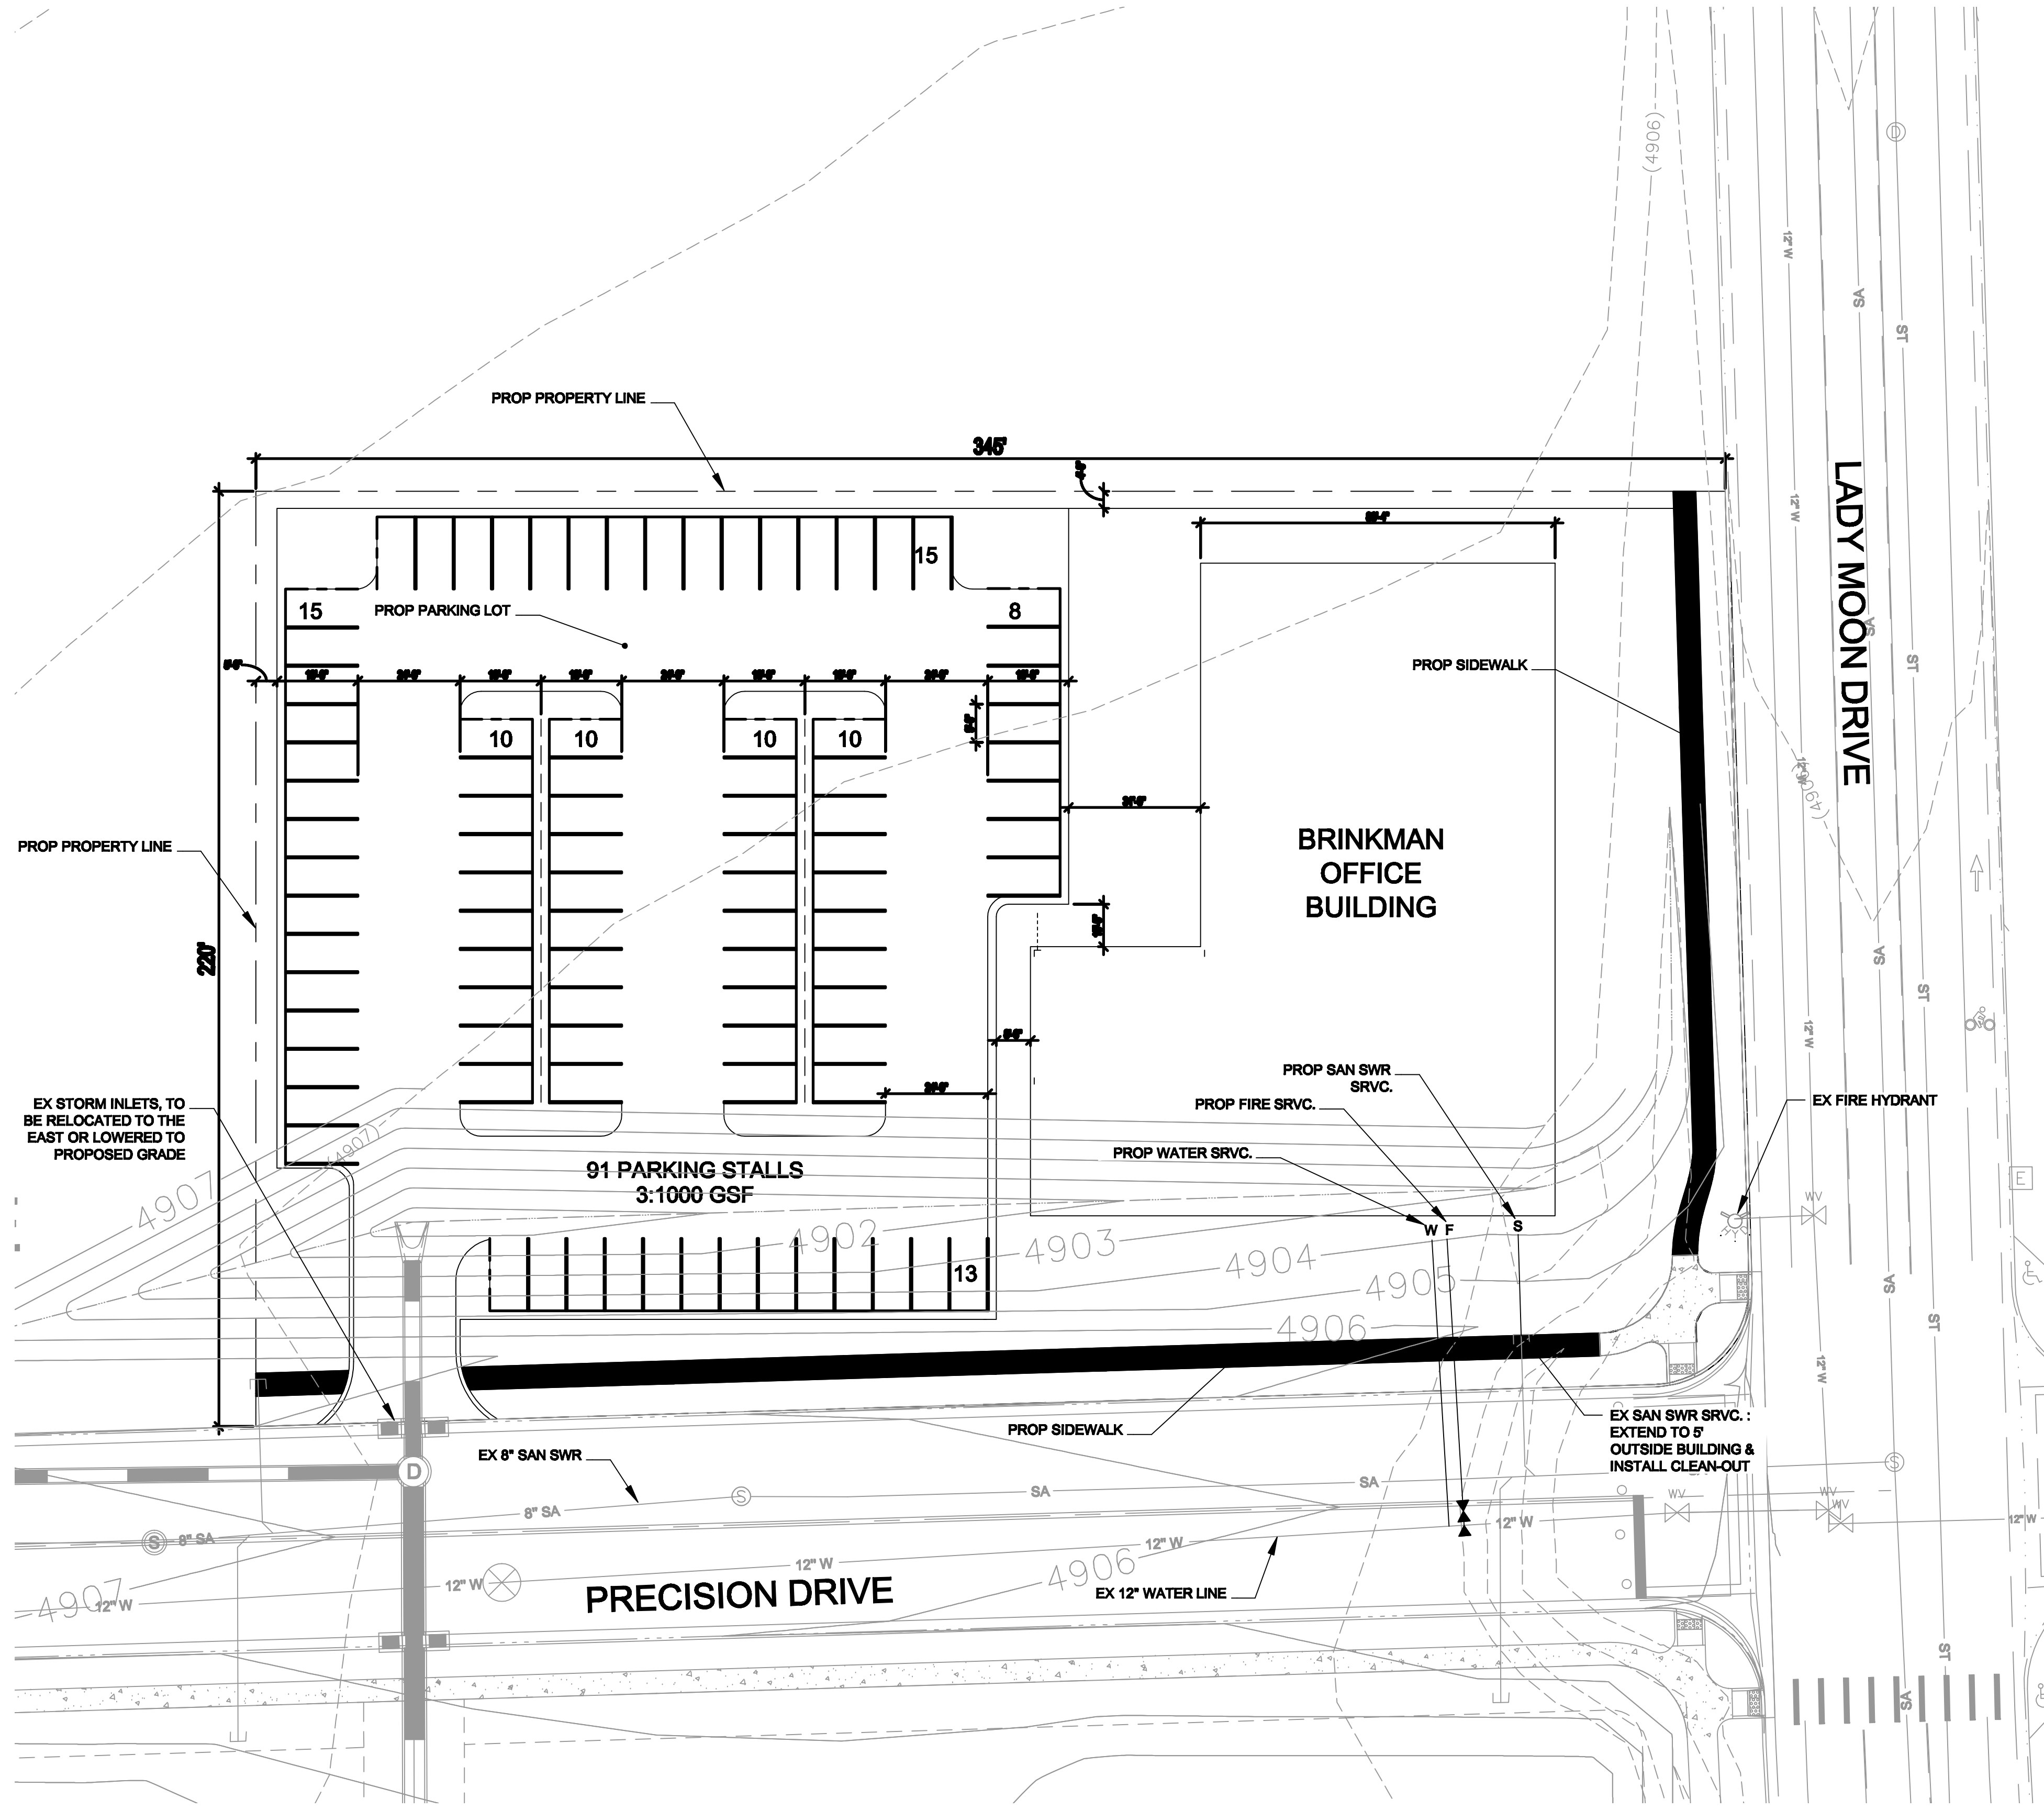 (4906)
D
12" W
SA
ST
PROP PROPERTY LINE
345'
15
15
8
PROP PARKING LOT
LADY MOON DRIVE
12" W
SA
ST
PROP SIDEWALK
10
10
10
10
12" W
(4906)
BRINKMAN
OFFICE
BUILDING
PROP PROPERTY LINE
220'
SA
ST
12" W
PROP SAN SWR
SRVC.
PROP FIRE SRVC.
PROP WATER SRVC.
EX FIRE HYDRANT
EX STORM INLETS, TO
BE RELOCATED TO THE
EAST OR LOWERED TO
PROPOSED GRADE
(4907)
4907
91 PARKING STALLS
3:1000 GSF
E
WV
W F
S
4902
4903
4904
4905
4906
13
SA
ST
12" W
PROP SIDEWALK
EX SAN SWR SRVC. :
EXTEND TO 5'
OUTSIDE BUILDING &
INSTALL CLEAN-OUT
EX 8" SAN SWR
D
S
SA
SA
S
8" SA
S
8" SA
WV
WV
WV
12" W
12" W
12" W
12" W
12" W
12" W
4907
4906
PRECISION DRIVE
EX 12" WATER LINE
ST
SA